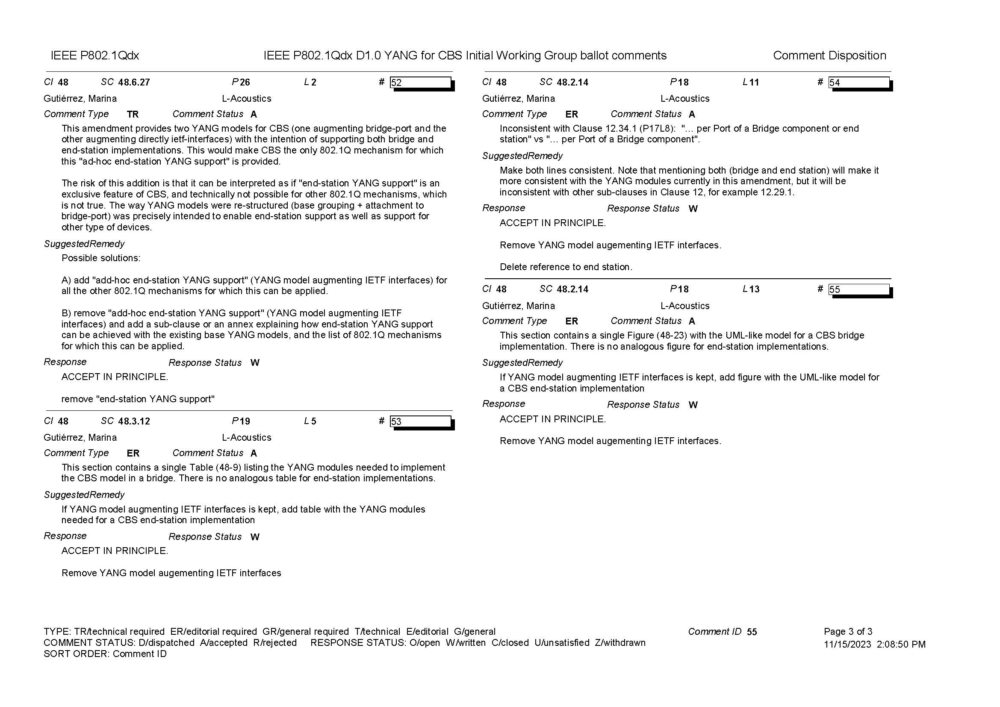 IEEE P802.1Qdx IEEE P802.1Qdx D1.0 YANG for CBS Initial Working Group ballot comments Comment Disposition
Cl 48 SC 48.6.27 P26 L2 # 52
Gutiérrez, Marina L-Acoustics
Comment Type TR Comment Status A
This amendment provides two YANG models for CBS (one augmenting bridge-port and the
other augmenting directly ietf-interfaces) with the intention of supporting both bridge and
end-station implementations. This would make CBS the only 802.1Q mechanism for which
this "ad-hoc end-station YANG support" is provided.
The risk of this addition is that it can be interpreted as if "end-station YANG support" is an
exclusive feature of CBS, and technically not possible for other 802.1Q mechanisms, which
is not true. The way YANG models were re-structured (base grouping + attachment to
bridge-port) was precisely intended to enable end-station support as well as support for
other type of devices.
SuggestedRemedy
Possible solutions:
A) add "add-hoc end-station YANG support" (YANG model augmenting IETF interfaces) for
all the other 802.1Q mechanisms for which this can be applied.
B) remove "add-hoc end-station YANG support" (YANG model augmenting IETF
interfaces) and add a sub-clause or an annex explaining how end-station YANG support
can be achieved with the existing base YANG models, and the list of 802.1Q mechanisms
for which this can be applied.
Response Response Status W
ACCEPT IN PRINCIPLE.
remove "end-station YANG support"
Cl 48 SC 48.3.12 P19 L5 # 53
Gutiérrez, Marina L-Acoustics
Comment Type ER Comment Status A
This section contains a single Table (48-9) listing the YANG modules needed to implement
the CBS model in a bridge. There is no analogous table for end-station implementations.
SuggestedRemedy
If YANG model augmenting IETF interfaces is kept, add table with the YANG modules
needed for a CBS end-station implementation
Response Response Status W
ACCEPT IN PRINCIPLE.
Remove YANG model augementing IETF interfaces
Cl 48 SC 48.2.14 P18 L11 # 54
Gutiérrez, Marina L-Acoustics
Comment Type ER Comment Status A
Inconsistent with Clause 12.34.1 (P17L8): "... per Port of a Bridge component or end
station" vs "... per Port of a Bridge component".
SuggestedRemedy
Make both lines consistent. Note that mentioning both (bridge and end station) will make it
more consistent with the YANG modules currently in this amendment, but it will be
inconsistent with other sub-clauses in Clause 12, for example 12.29.1.
Response Response Status W
ACCEPT IN PRINCIPLE.
Remove YANG model augementing IETF interfaces.
Delete reference to end station.
Cl 48 SC 48.2.14 P18 L13 # 55
Gutiérrez, Marina L-Acoustics
Comment Type ER Comment Status A
This section contains a single Figure (48-23) with the UML-like model for a CBS bridge
implementation. There is no analogous figure for end-station implementations.
SuggestedRemedy
If YANG model augmenting IETF interfaces is kept, add figure with the UML-like model for
a CBS end-station implementation
Response Response Status W
ACCEPT IN PRINCIPLE.
Remove YANG model augementing IETF interfaces.
TYPE: TR/technical required ER/editorial required GR/general required T/technical E/editorial G/general Comment ID 55 Page 3 of 3
COMMENT STATUS: D/dispatched A/accepted R/rejected RESPONSE STATUS: O/open W/written C/closed U/unsatisfied Z/withdrawn 11/15/2023 2:08:50 PM
SORT ORDER: Comment ID